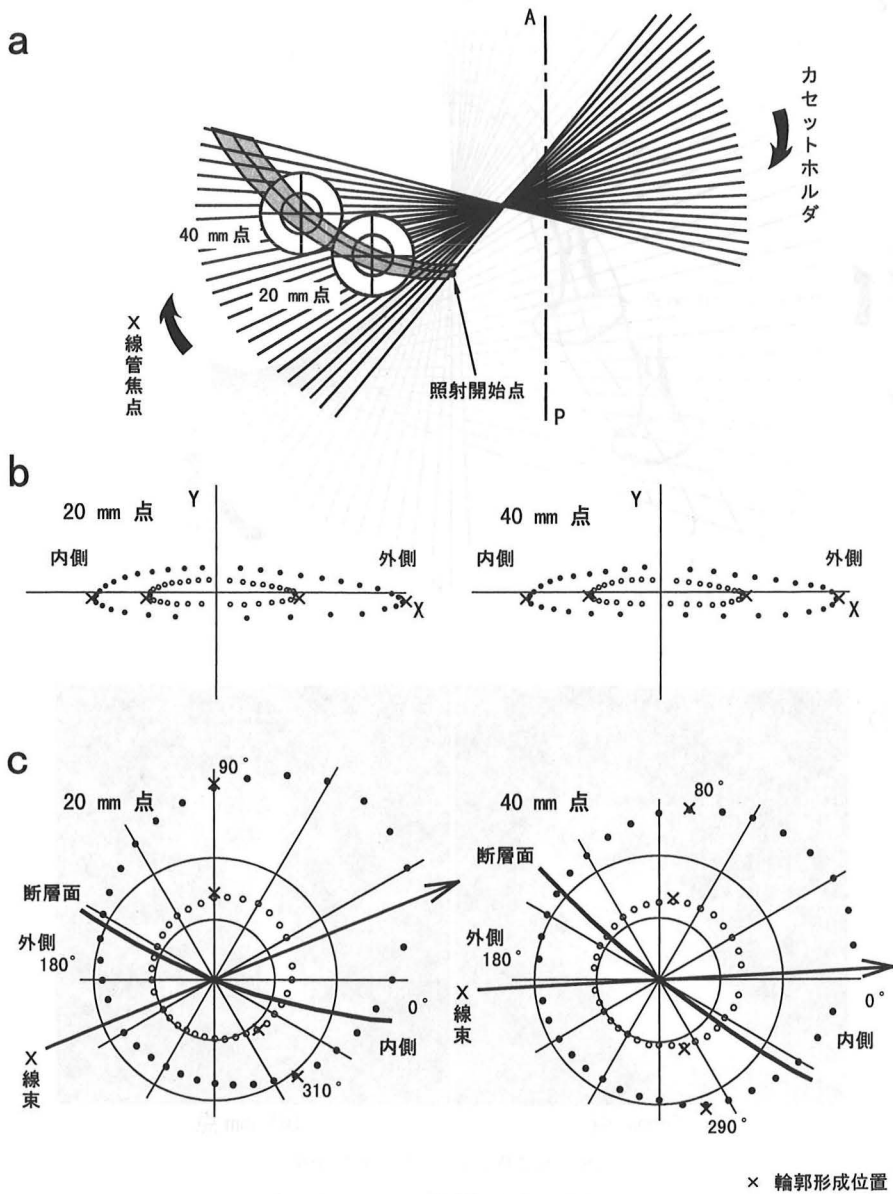 a
A
カセットホルダ
40 mm 点
20 mm 点
X線管焦点
照射開始点
P
b
20 mm 点
Y
内側
外側
X
40 mm 点
Y
内側
外側
X
c
20 mm 点
90°
断層面
外側
180°
0°
内側
X線束
310°
40 mm 点
80°
断層面
外側
180°
0°
内側
X線束
290°
× 輪郭形成位置